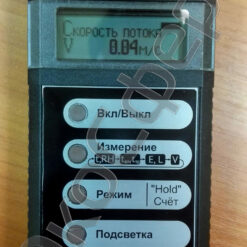 Скорость потока
V 0.04м/с
Вкл/Выкл
Измерение
Режим "Hold"
Счёт
Подсветка